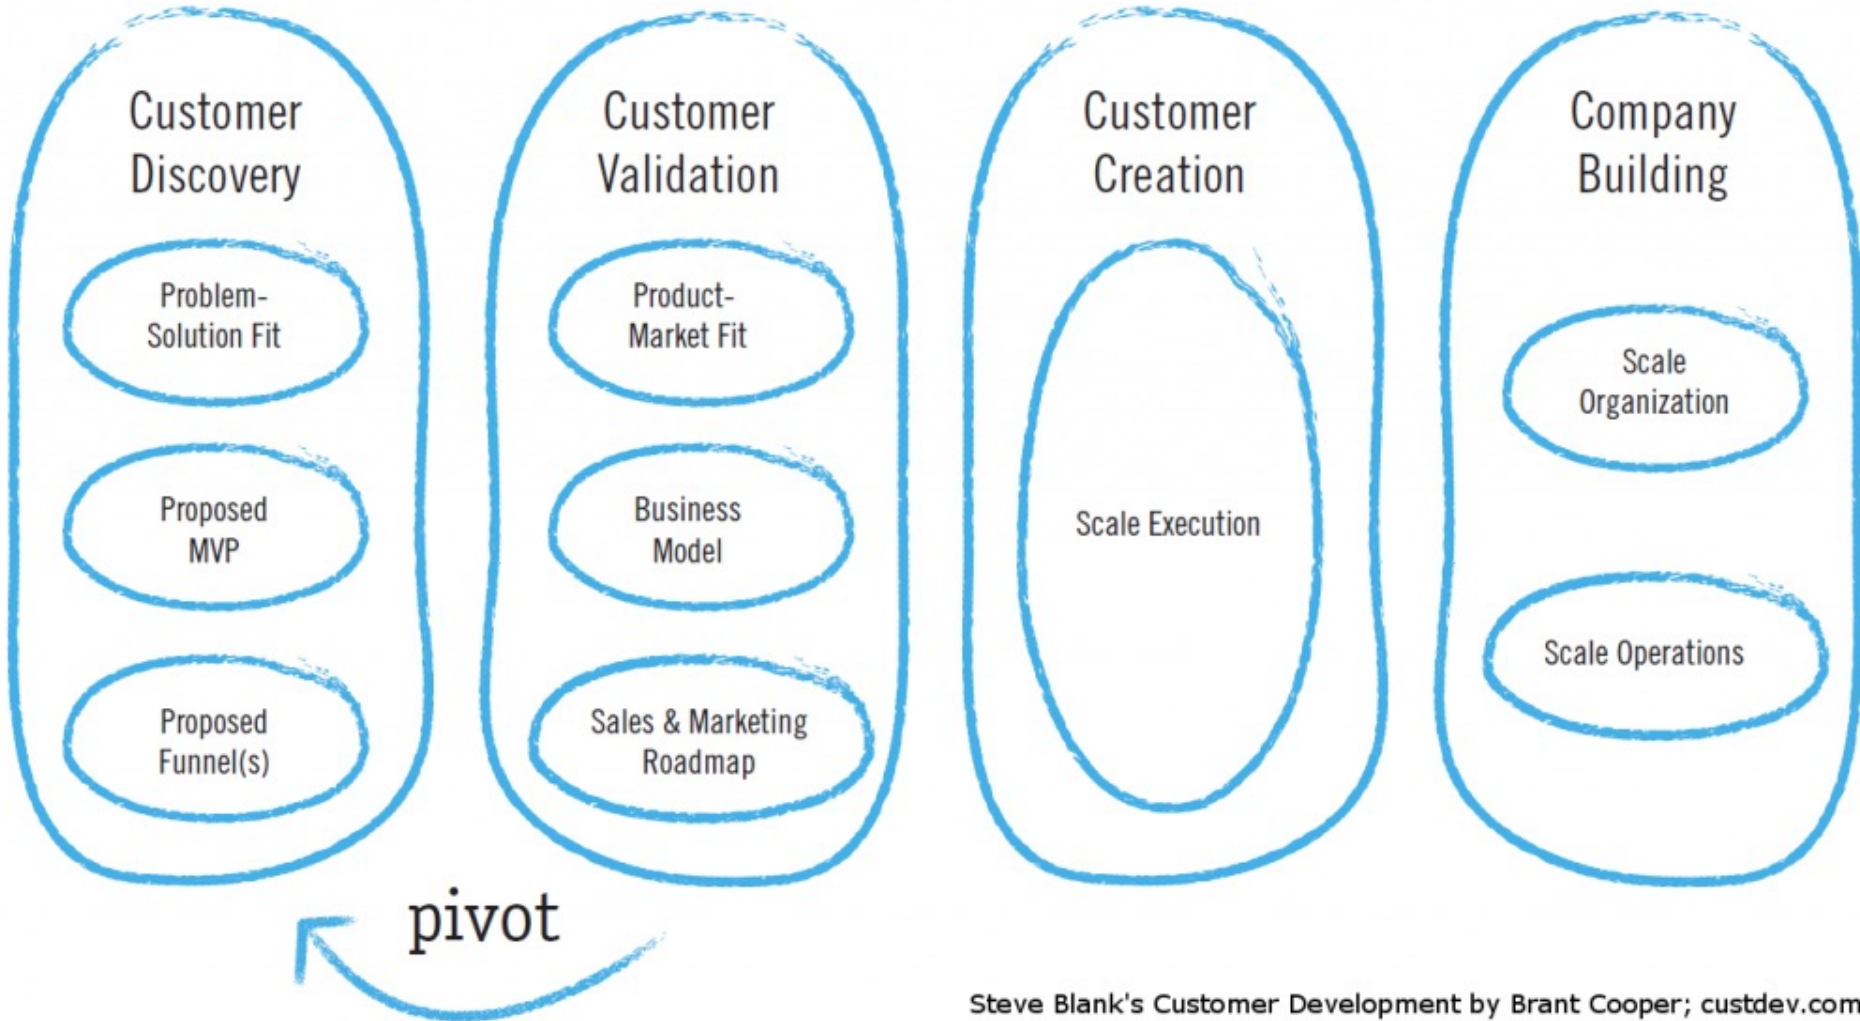 Customer
Discovery
Problem-
Solution Fit
Proposed
MVP
Proposed
Funnel(s)
Customer
Validation
Product-
Market Fit
Business
Model
Sales & Marketing
Roadmap
Customer
Creation
Scale Execution
Company
Building
Scale
Organization
Scale Operations
pivot
Steve Blank's Customer Development by Brant Cooper; custdev.com